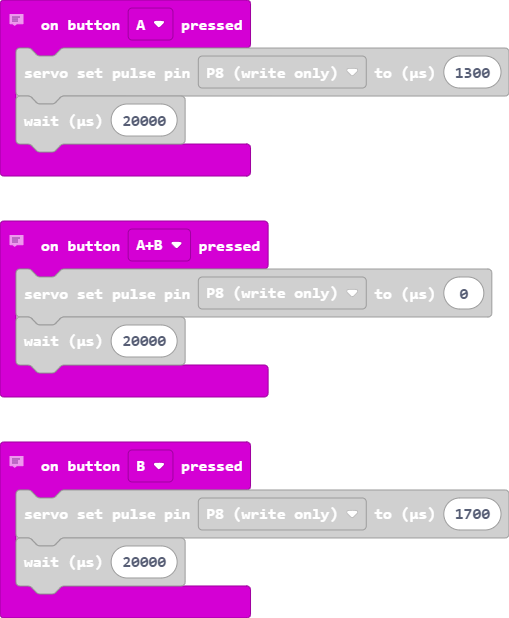 on button A pressed
servo set pulse pin P8 (write only) to (µs) 1300
wait (µs) 20000
on button A+B pressed
servo set pulse pin P8 (write only) to (µs) 0
wait (µs) 20000
on button B pressed
servo set pulse pin P8 (write only) to (µs) 1700
wait (µs) 20000